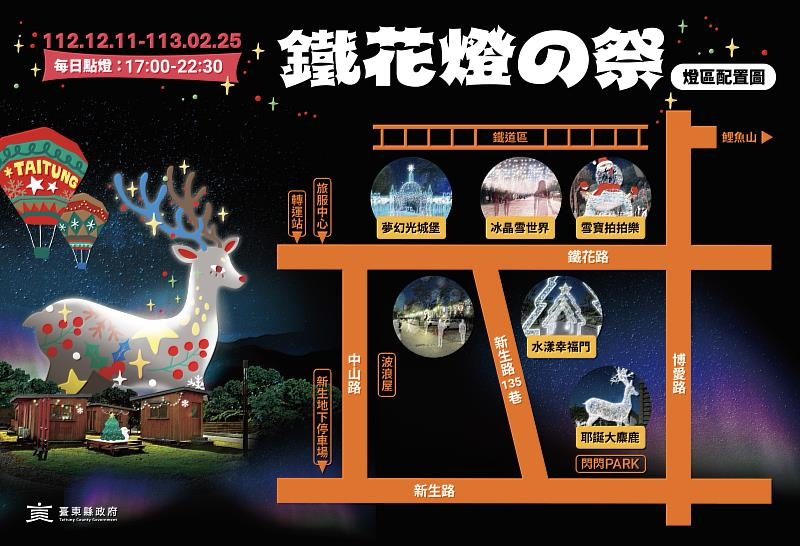 112.12.11-113.02.25
每日點燈：17:00-22:30
鐵花燈の祭
燈區配置圖
鐵道區
鯉魚山
TAITUNG
轉運站
旅服中心
夢幻光城堡
冰晶雪世界
雪寶拍拍樂
鐵花路
水漾幸福門
中山路
波浪屋
新生路135巷
博愛路
新生地下停車場
耶誕大麋鹿
閃閃PARK
新生路
臺東縣政府
Taitung County Government